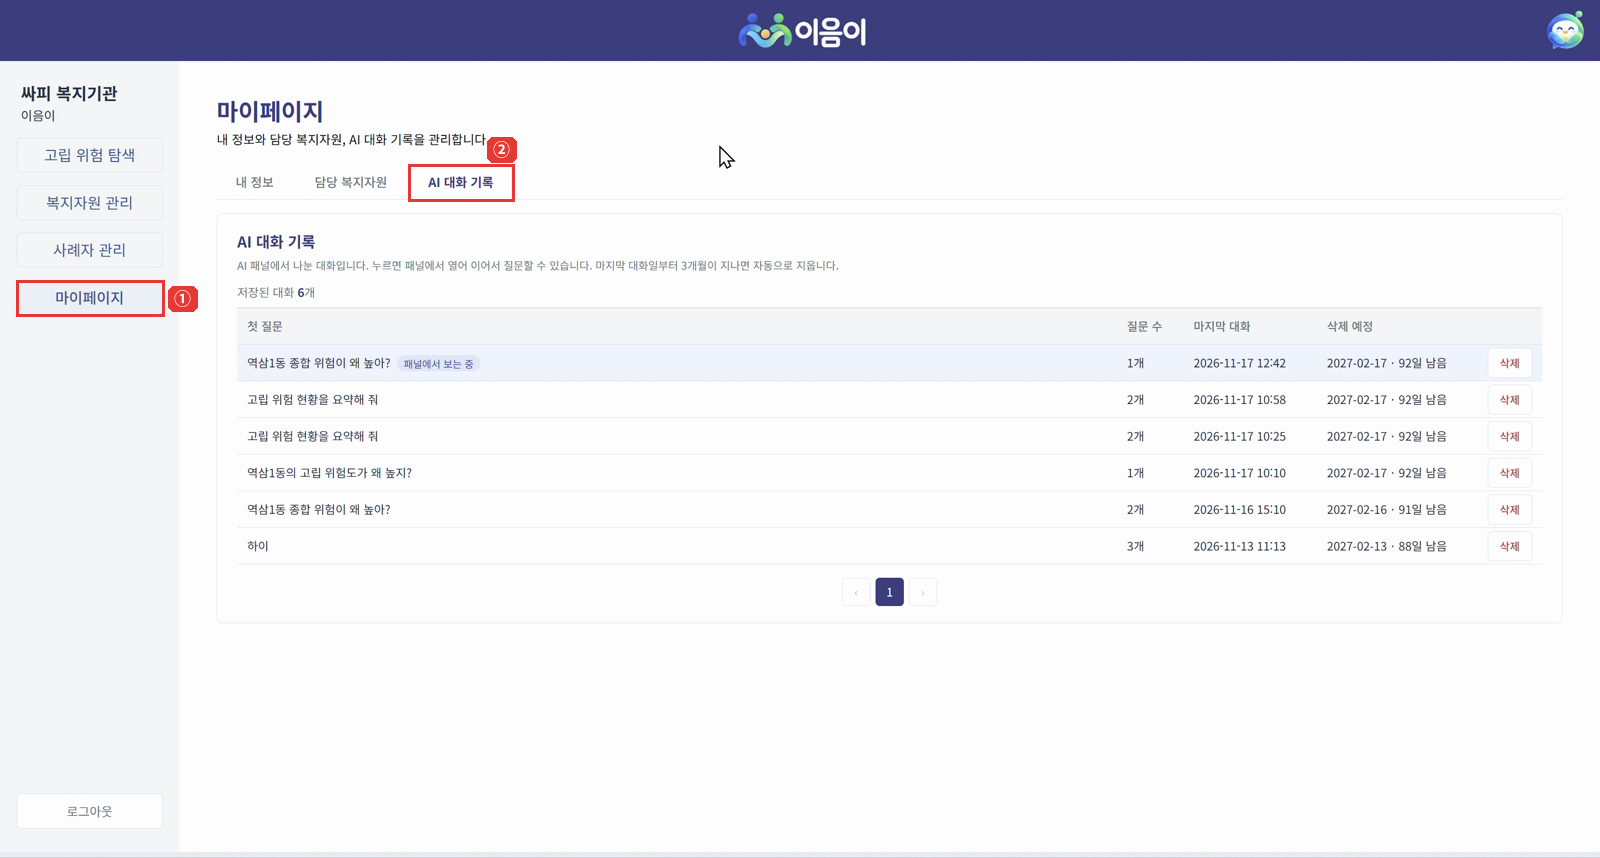 이음이
싸피 복지기관
이음이
고립 위험 탐색
복지자원 관리
사례자 관리
마이페이지
①
로그아웃
마이페이지
내 정보와 담당 복지자원, AI 대화 기록을 관리합니다.
②
내 정보 담당 복지자원 AI 대화 기록
AI 대화 기록
AI 패널에서 나눈 대화입니다. 누르면 패널에서 열어 이어서 질문할 수 있습니다. 마지막 대화일부터 3개월이 지나면 자동으로 지웁니다.
저장된 대화 6개
첫 질문 질문 수 마지막 대화 삭제 예정
역삼1동 종합 위험이 왜 높아? 패널에서 보는 중 1개 2026-11-17 12:42 2027-02-17 · 92일 남음 삭제
고립 위험 현황을 요약해 줘 2개 2026-11-17 10:58 2027-02-17 · 92일 남음 삭제
고립 위험 현황을 요약해 줘 2개 2026-11-17 10:25 2027-02-17 · 92일 남음 삭제
역삼1동의 고립 위험도가 왜 높지? 1개 2026-11-17 10:10 2027-02-17 · 92일 남음 삭제
역삼1동 종합 위험이 왜 높아? 2개 2026-11-16 15:10 2027-02-16 · 91일 남음 삭제
하이 3개 2026-11-13 11:13 2027-02-13 · 88일 남음 삭제
‹ 1 ›